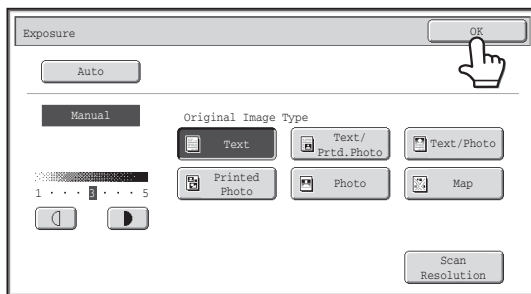 Exposure
OK
Auto
Manual
Original Image Type
Text
Text/
Prtd.Photo
Text/Photo
Printed
Photo
Photo
Map
1 · · · 3 · · · 5
Scan
Resolution